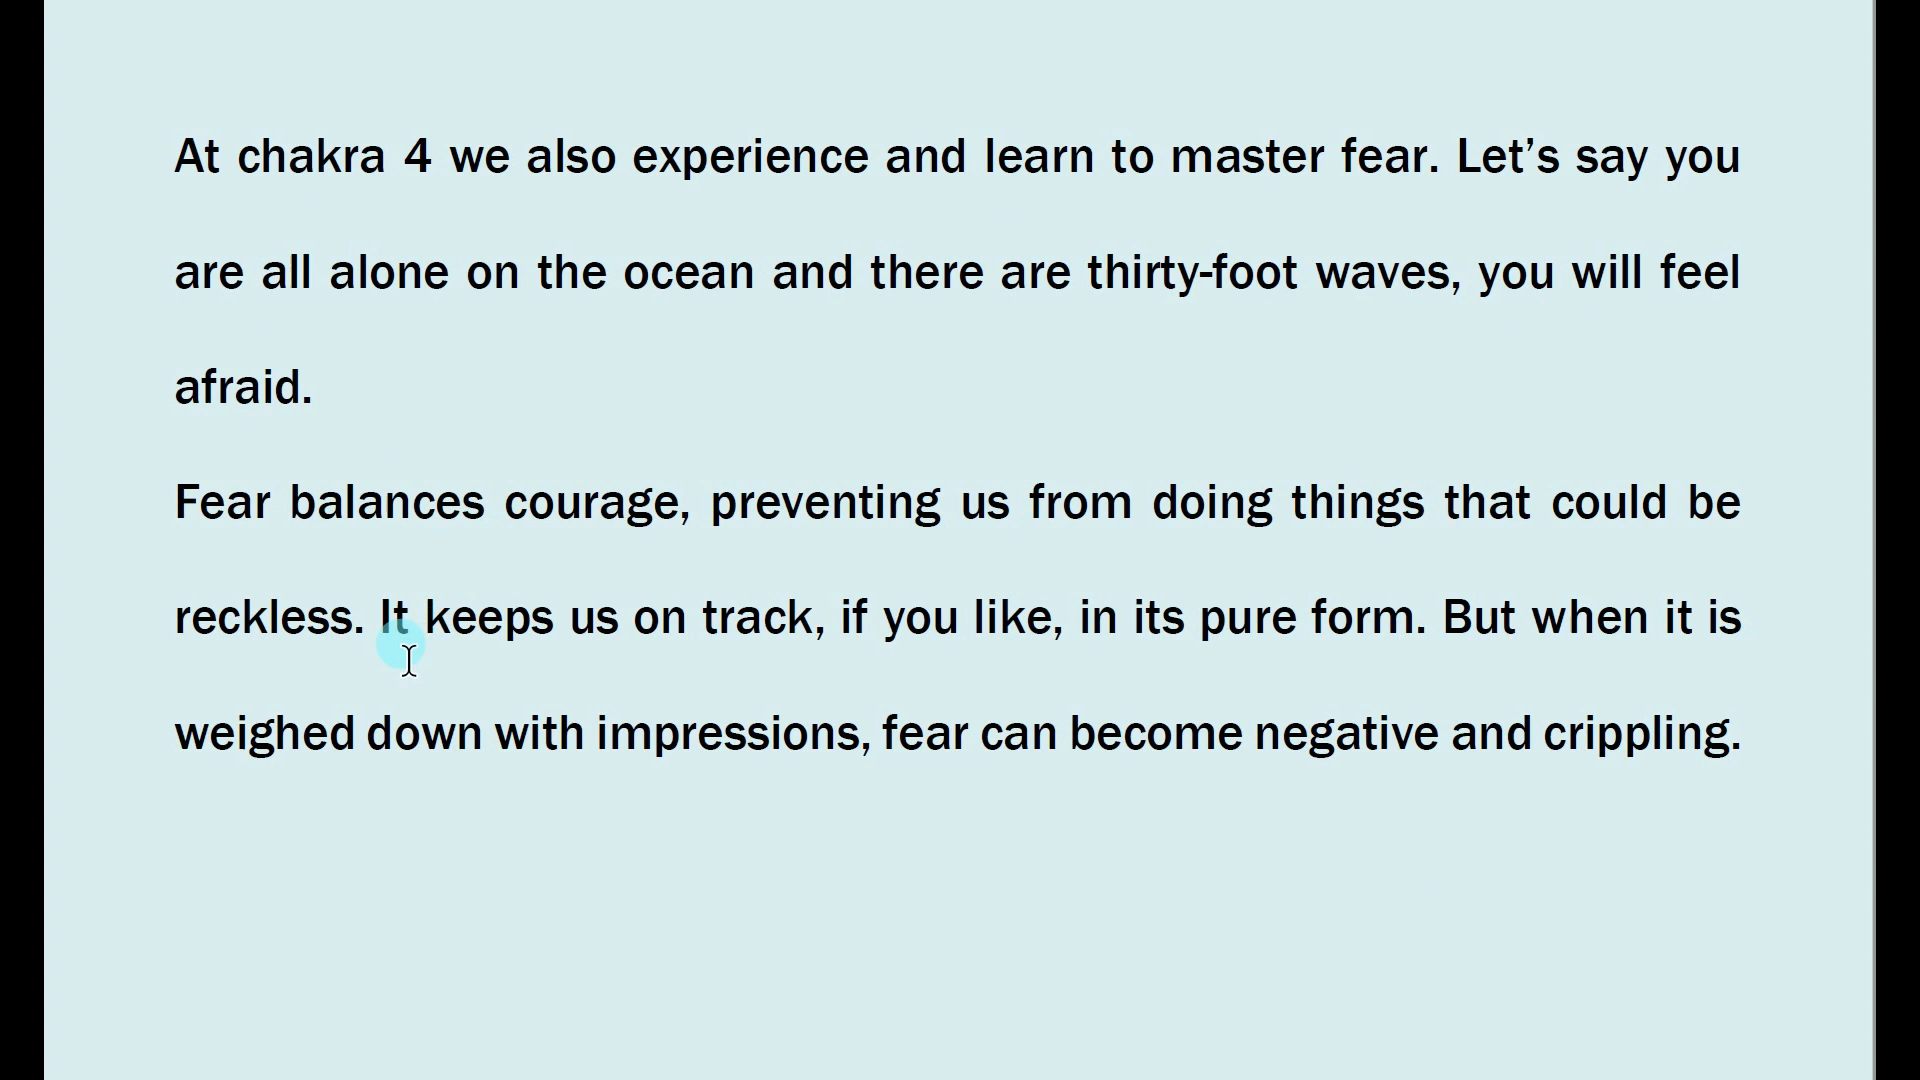 At chakra 4 we also experience and learn to master fear. Let’s say you
are all alone on the ocean and there are thirty-foot waves, you will feel
afraid.
Fear balances courage, preventing us from doing things that could be
reckless. It keeps us on track, if you like, in its pure form. But when it is
weighed down with impressions, fear can become negative and crippling.